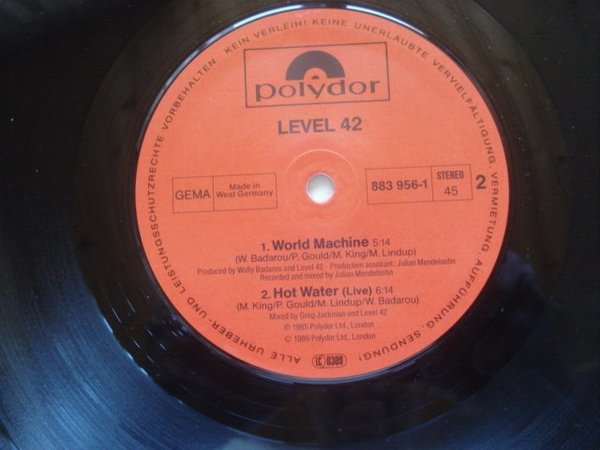 ALLE URHEBER- UND LEISTUNGSSCHUTZRECHTE VORBEHALTEN · KEIN VERLEIH! KEINE UNERLAUBTE VERVIELFÄLTIGUNG, VERMIETUNG, AUFFÜHRUNG, SENDUNG!
polydor
LEVEL 42
GEMA
Made in
West Germany
883 956-1
STEREO
45
2
1. World Machine 5:14
(W. Badarou/P. Gould/M. King/M. Lindup)
Produced by Wally Badarou and Level 42 · Production assistant: Julian Mendelsohn
Recorded and mixed by Julian Mendelsohn
2. Hot Water (Live) 6:14
(M. King/P. Gould/M. Lindup/W. Badarou)
Mixed by Greg Jackman and Level 42
℗ 1985 Polydor Ltd., London
℗ 1986 Polydor Ltd., London
LC 0309